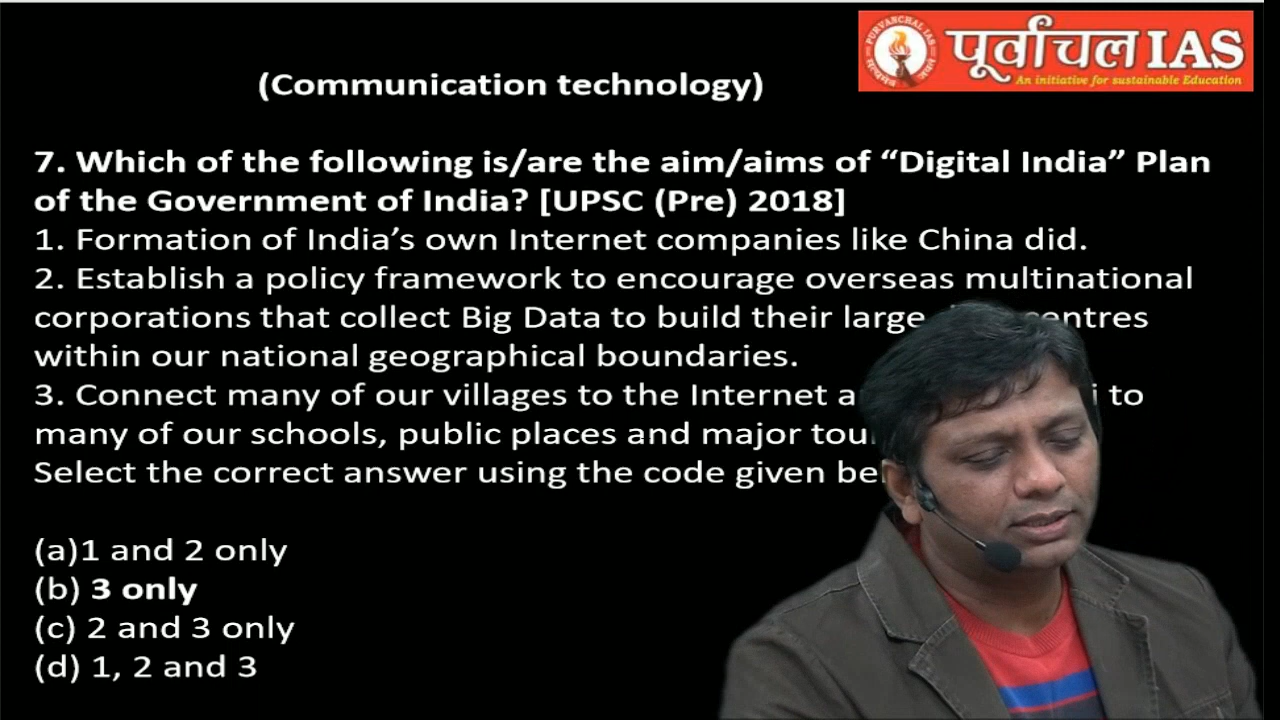 PURVANCHAL IAS
पूर्वांचल IAS
An initiative for sustainable Education
(Communication technology)
7. Which of the following is/are the aim/aims of “Digital India” Plan
of the Government of India? [UPSC (Pre) 2018]
1. Formation of India’s own Internet companies like China did.
2. Establish a policy framework to encourage overseas multinational
corporations that collect Big Data to build their large
within our national geographical boundaries.
3. Connect many of our villages to the Internet to
many of our schools, public places and major
Select the correct answer using the code given
(a)1 and 2 only
(b) 3 only
(c) 2 and 3 only
(d) 1, 2 and 3